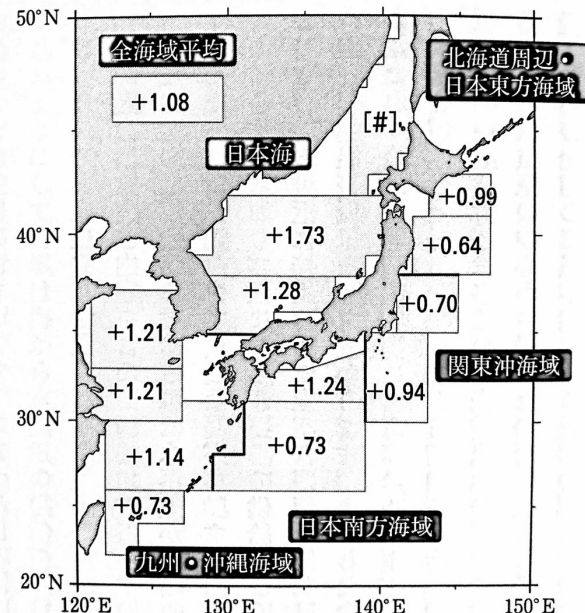 50°N
全海域平均
+1.08
北海道周辺・
日本東方海域
[#]
日本海
+0.99
40°N
+1.73
+0.64
+1.28
+0.70
+1.21
関東沖海域
+1.21
+1.24
+0.94
30°N
+1.14
+0.73
+0.73
日本南方海域
九州・沖縄海域
20°N
120°E
130°E
140°E
150°E